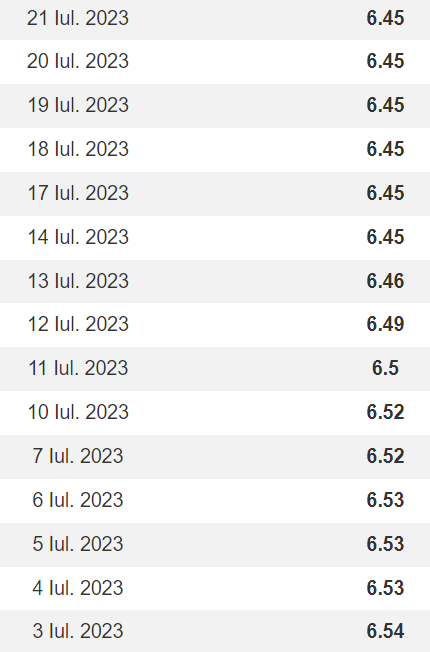 21 Iul. 2023 6.45
20 Iul. 2023 6.45
19 Iul. 2023 6.45
18 Iul. 2023 6.45
17 Iul. 2023 6.45
14 Iul. 2023 6.45
13 Iul. 2023 6.46
12 Iul. 2023 6.49
11 Iul. 2023 6.5
10 Iul. 2023 6.52
7 Iul. 2023 6.52
6 Iul. 2023 6.53
5 Iul. 2023 6.53
4 Iul. 2023 6.53
3 Iul. 2023 6.54